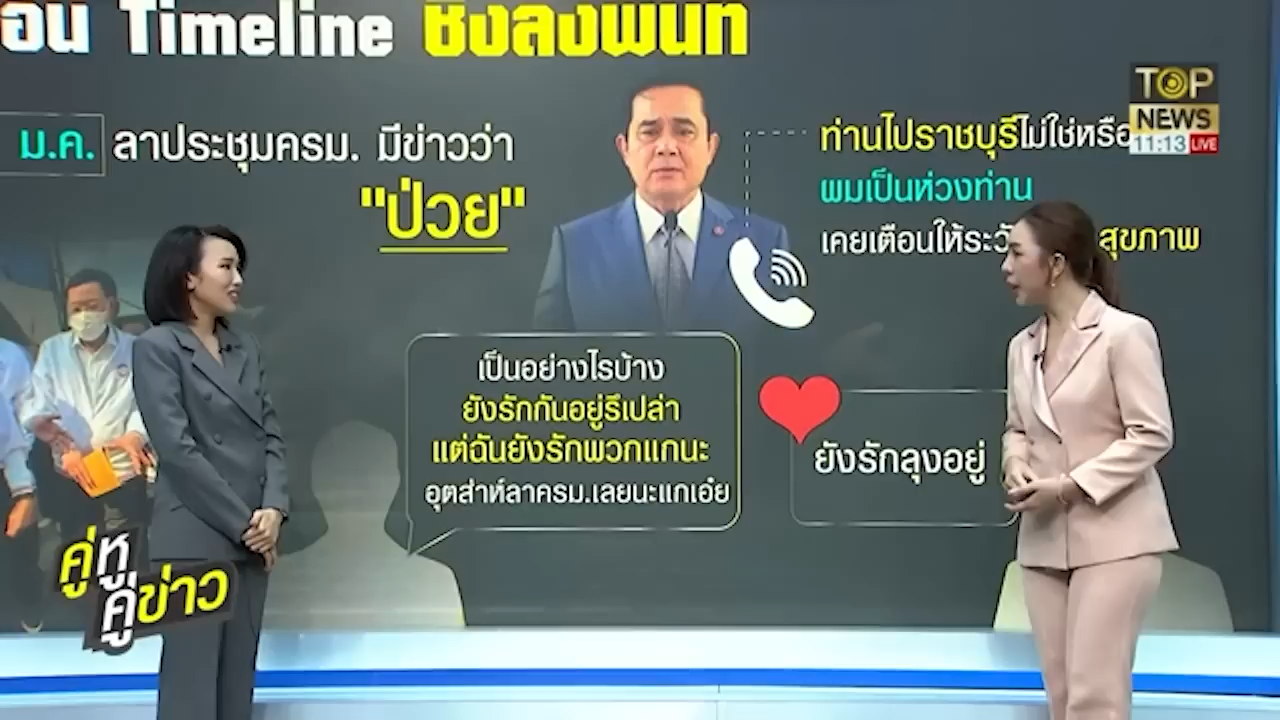 Timeline ชิงลงพื้นที่
ม.ค. ลาประชุมครม. มีข่าวว่า
"ป่วย"
ท่านไปราชบุรีไม่ใช่หรือ
ผมเป็นห่วงท่าน
เคยเตือนให้ระวัง สุขภาพ
TOP
NEWS
11:13 LIVE
เป็นอย่างไรบ้าง
ยังรักกันอยู่รึเปล่า
แต่ฉันยังรักพวกแกนะ
อุตส่าห์ลาครม.เลยนะแกเอ๋ย
ยังรักลุงอยู่
คู่หู
คู่ข่าว